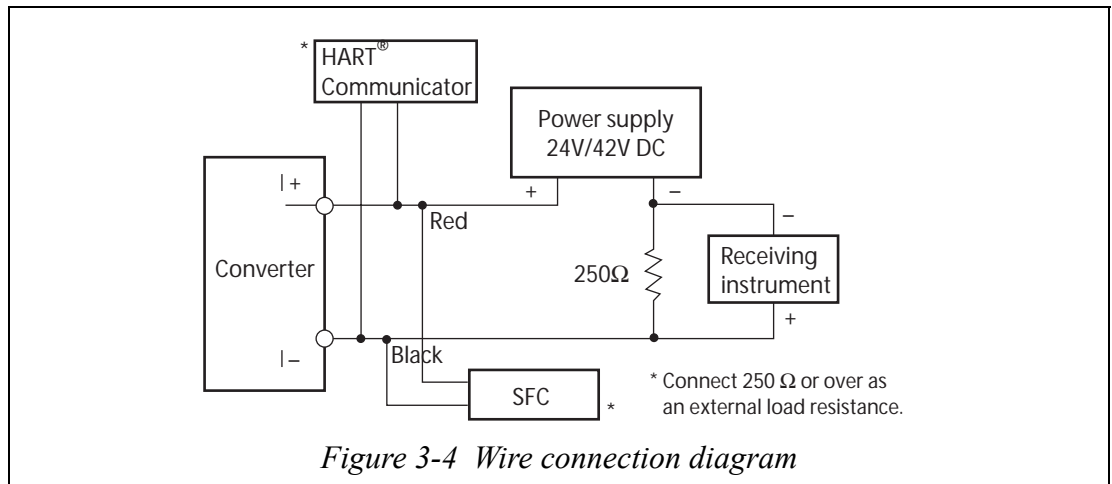 * HART®
Communicator
Power supply
24V/42V DC
I +
+
–
Red
–
Converter
250Ω
Receiving
instrument
+
I –
Black
SFC
*
* Connect 250 Ω or over as
an external load resistance.
Figure 3-4 Wire connection diagram